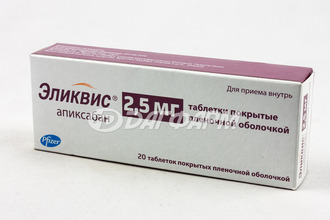 Для приема внутрь
Эликвис® 2,5 мг
апиксабан
таблетки покрытые
пленочной оболочкой
Pfizer
20 таблеток покрытых пленочной оболочкой